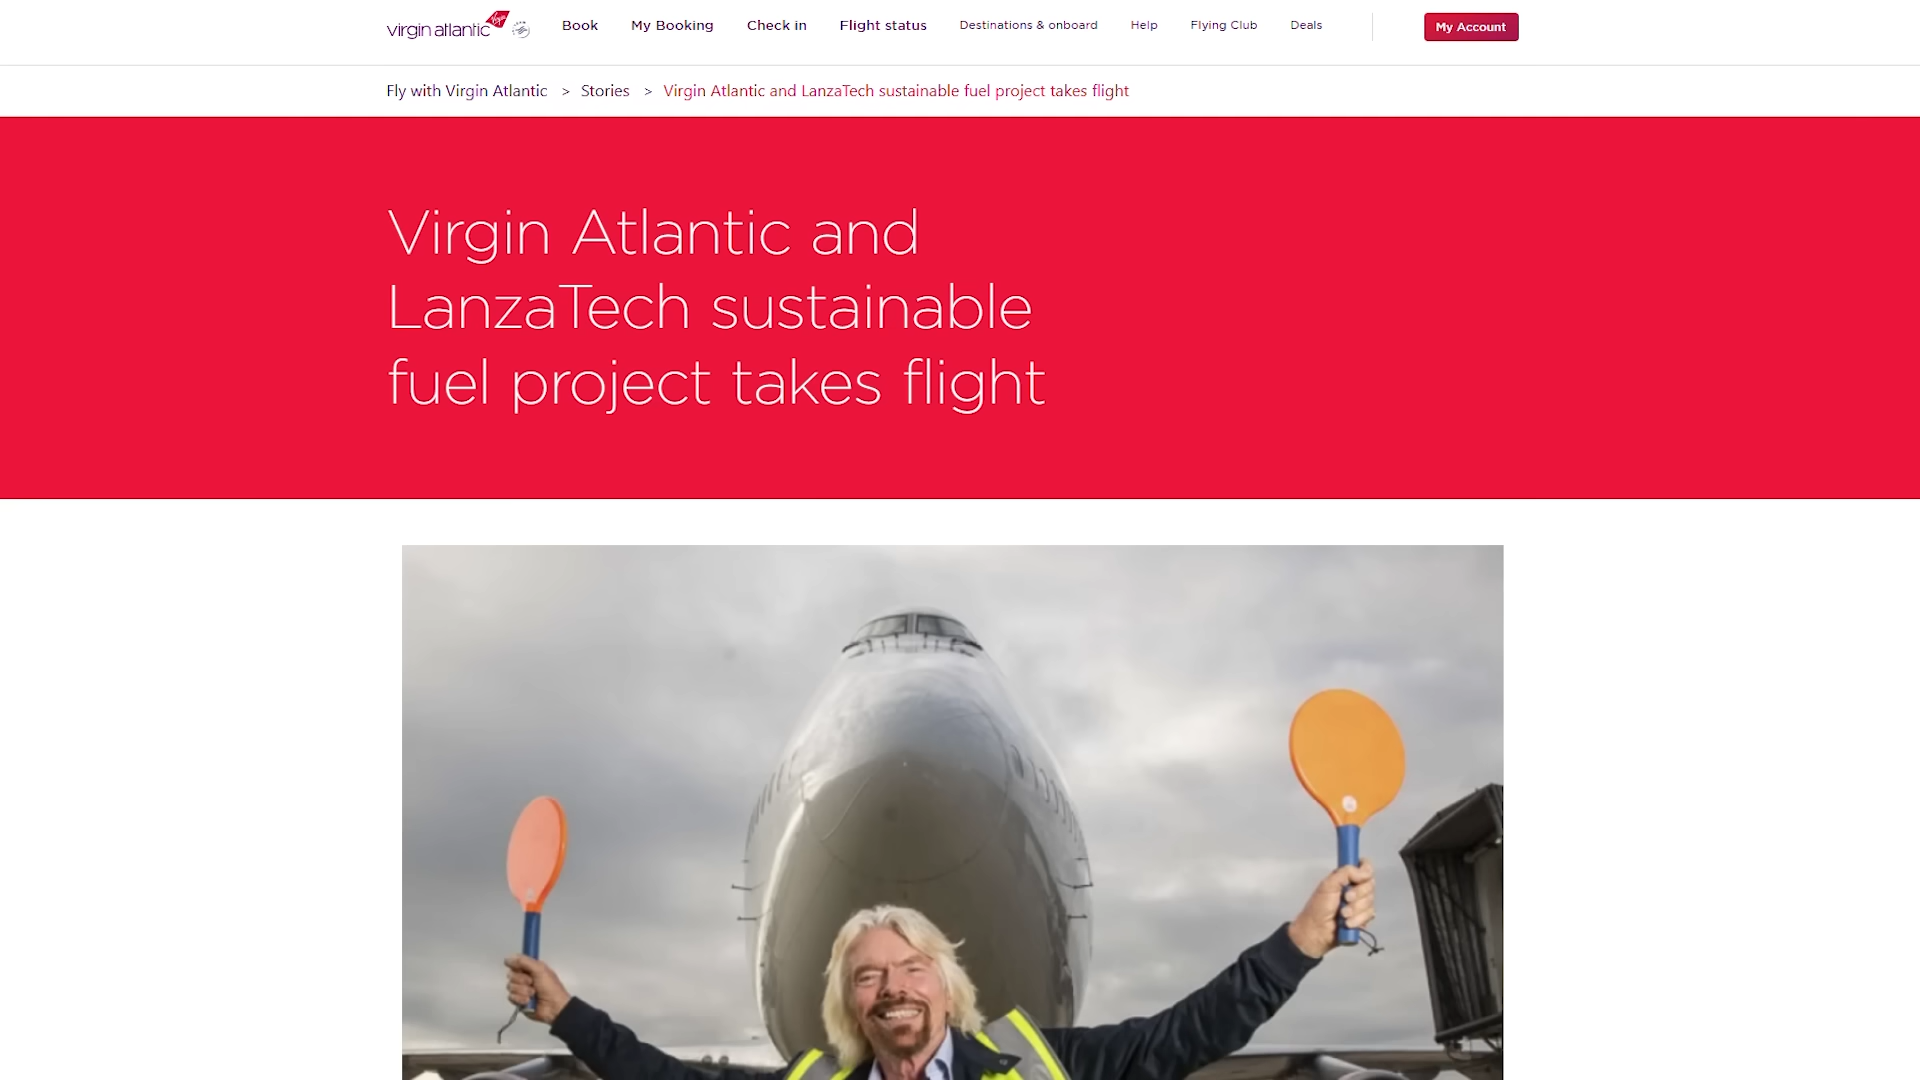 virgin atlantic Book My Booking Check in Flight status Destinations & onboard Help Flying Club Deals My Account
Fly with Virgin Atlantic > Stories > Virgin Atlantic and LanzaTech sustainable fuel project takes flight
Virgin Atlantic and
LanzaTech sustainable
fuel project takes flight